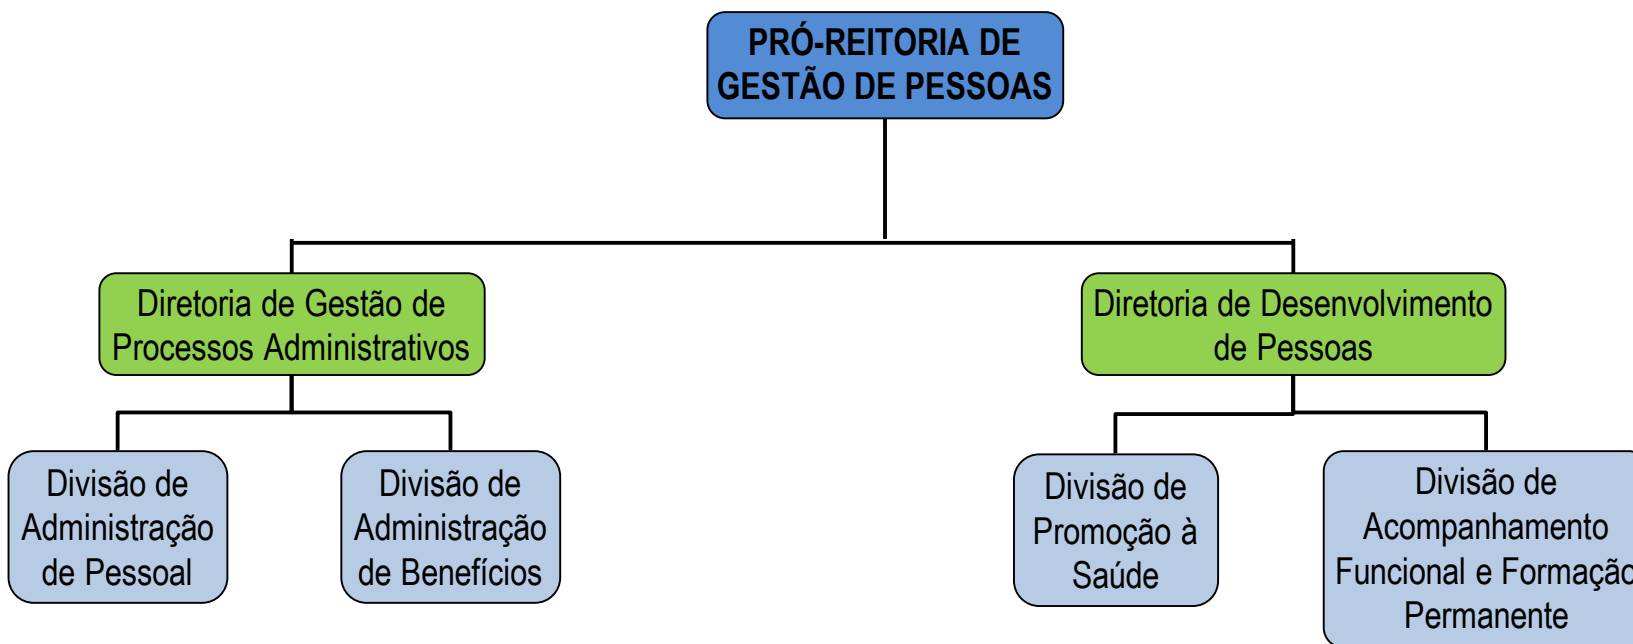 PRÓ-REITORIA DE
GESTÃO DE PESSOAS
Diretoria de Gestão de
Processos Administrativos
Diretoria de Desenvolvimento
de Pessoas
Divisão de
Administração
de Pessoal
Divisão de
Administração
de Benefícios
Divisão de
Promoção à
Saúde
Divisão de
Acompanhamento
Funcional e Formação
Permanente